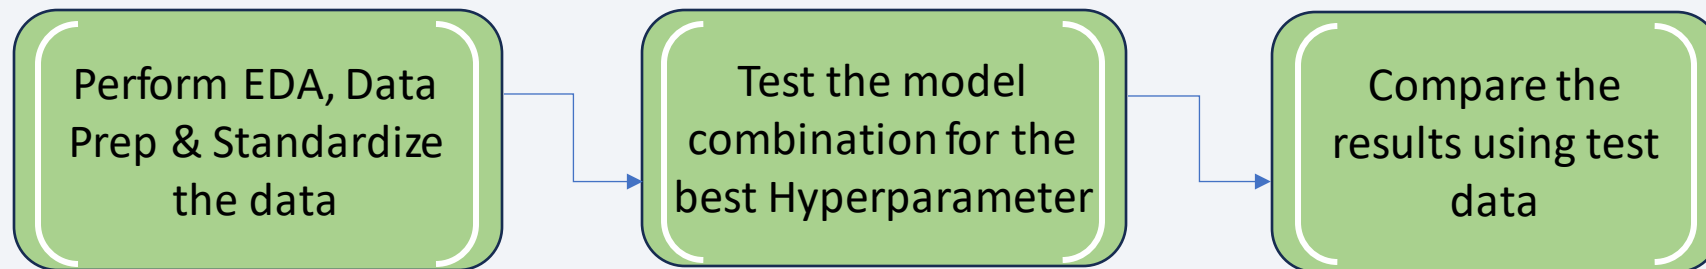 Perform EDA, Data
Prep & Standardize
the data
Test the model
combination for the
best Hyperparameter
Compare the
results using test
data